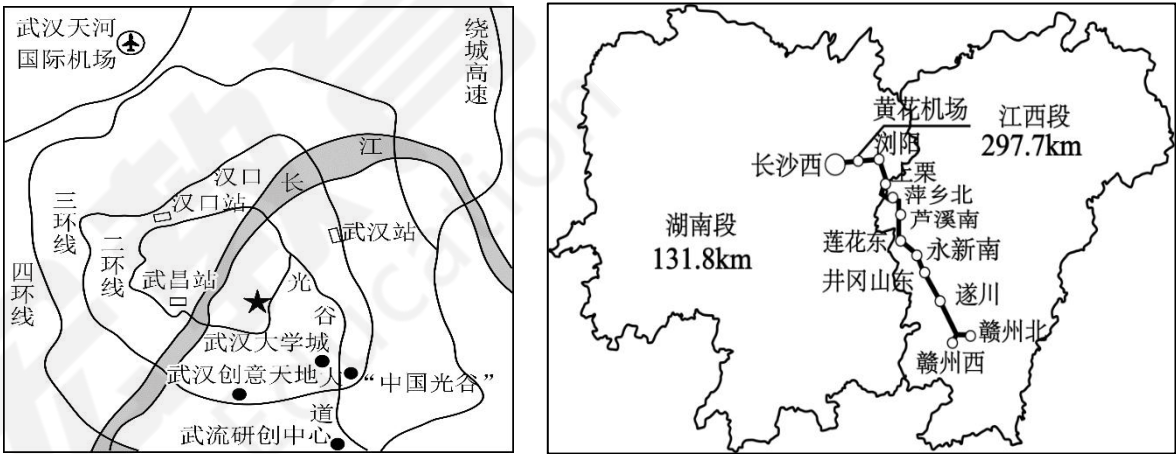 武汉天河
国际机场
绕城高速
江
长
汉口
汉口站
武汉站
三环线
二环线
四环线
武昌站
光
谷
大
道
武汉大学城
武汉创意天地
“中国光谷”
武流研创中心
黄花机场
江西段
297.7km
浏阳
长沙西
上栗
萍乡北
芦溪南
湖南段
131.8km
莲花东
永新南
井冈山东
遂川
赣州北
赣州西
education